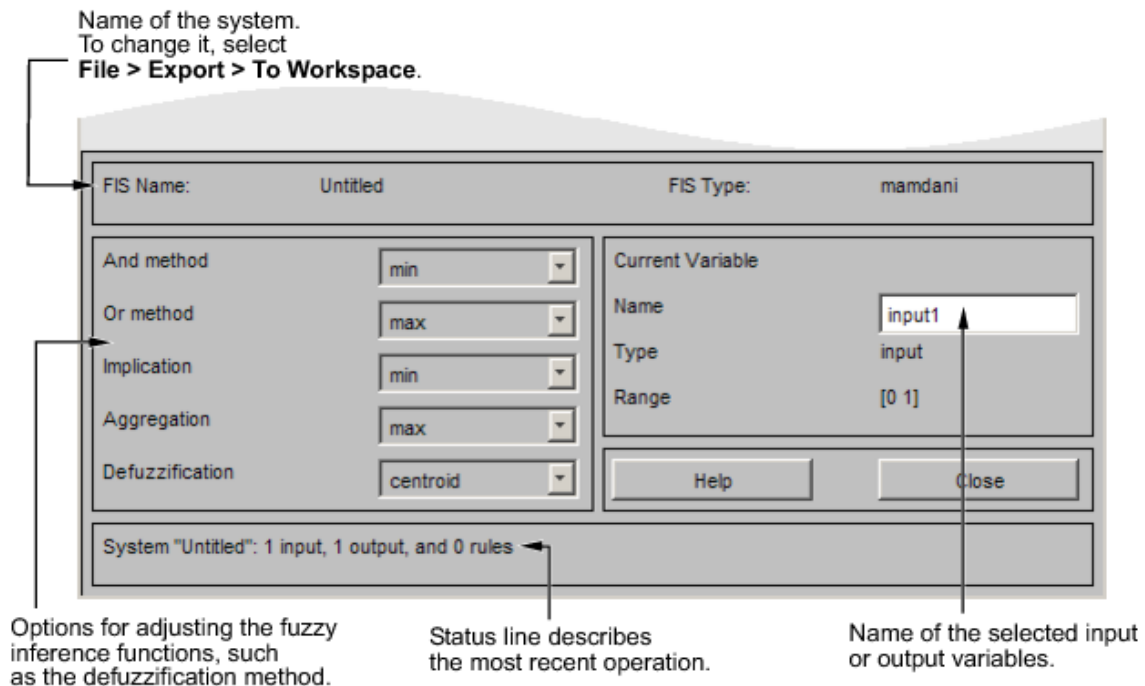 Name of the system.
To change it, select
File > Export > To Workspace.
FIS Name: Untitled FIS Type: mamdani
And method min
Or method max
Implication min
Aggregation max
Defuzzification centroid
Current Variable
Name input1
Type input
Range [0 1]
Help Close
System "Untitled": 1 input, 1 output, and 0 rules
Options for adjusting the fuzzy
inference functions, such
as the defuzzification method.
Status line describes
the most recent operation.
Name of the selected input
or output variables.